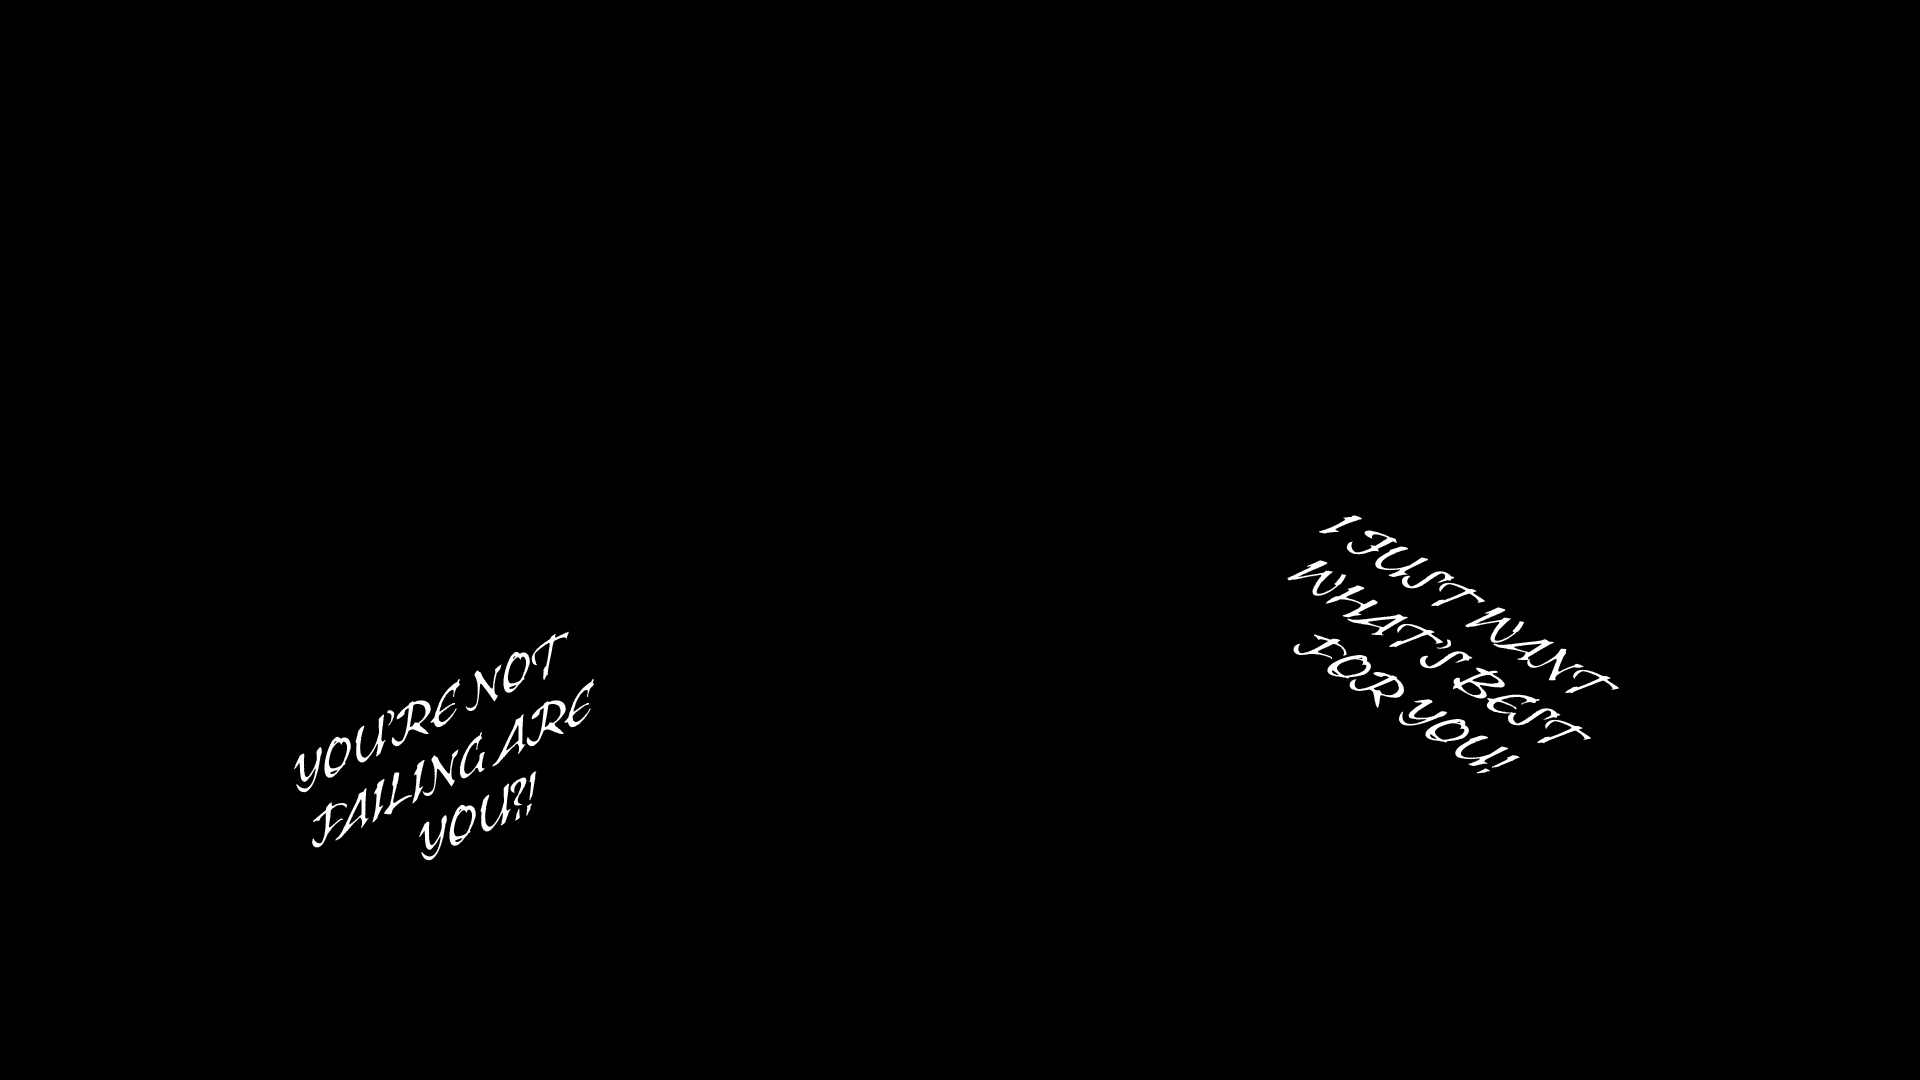 YOU'RE NOT
FAILING ARE
YOU?!
I JUST WANT
WHAT'S BEST
FOR YOU!